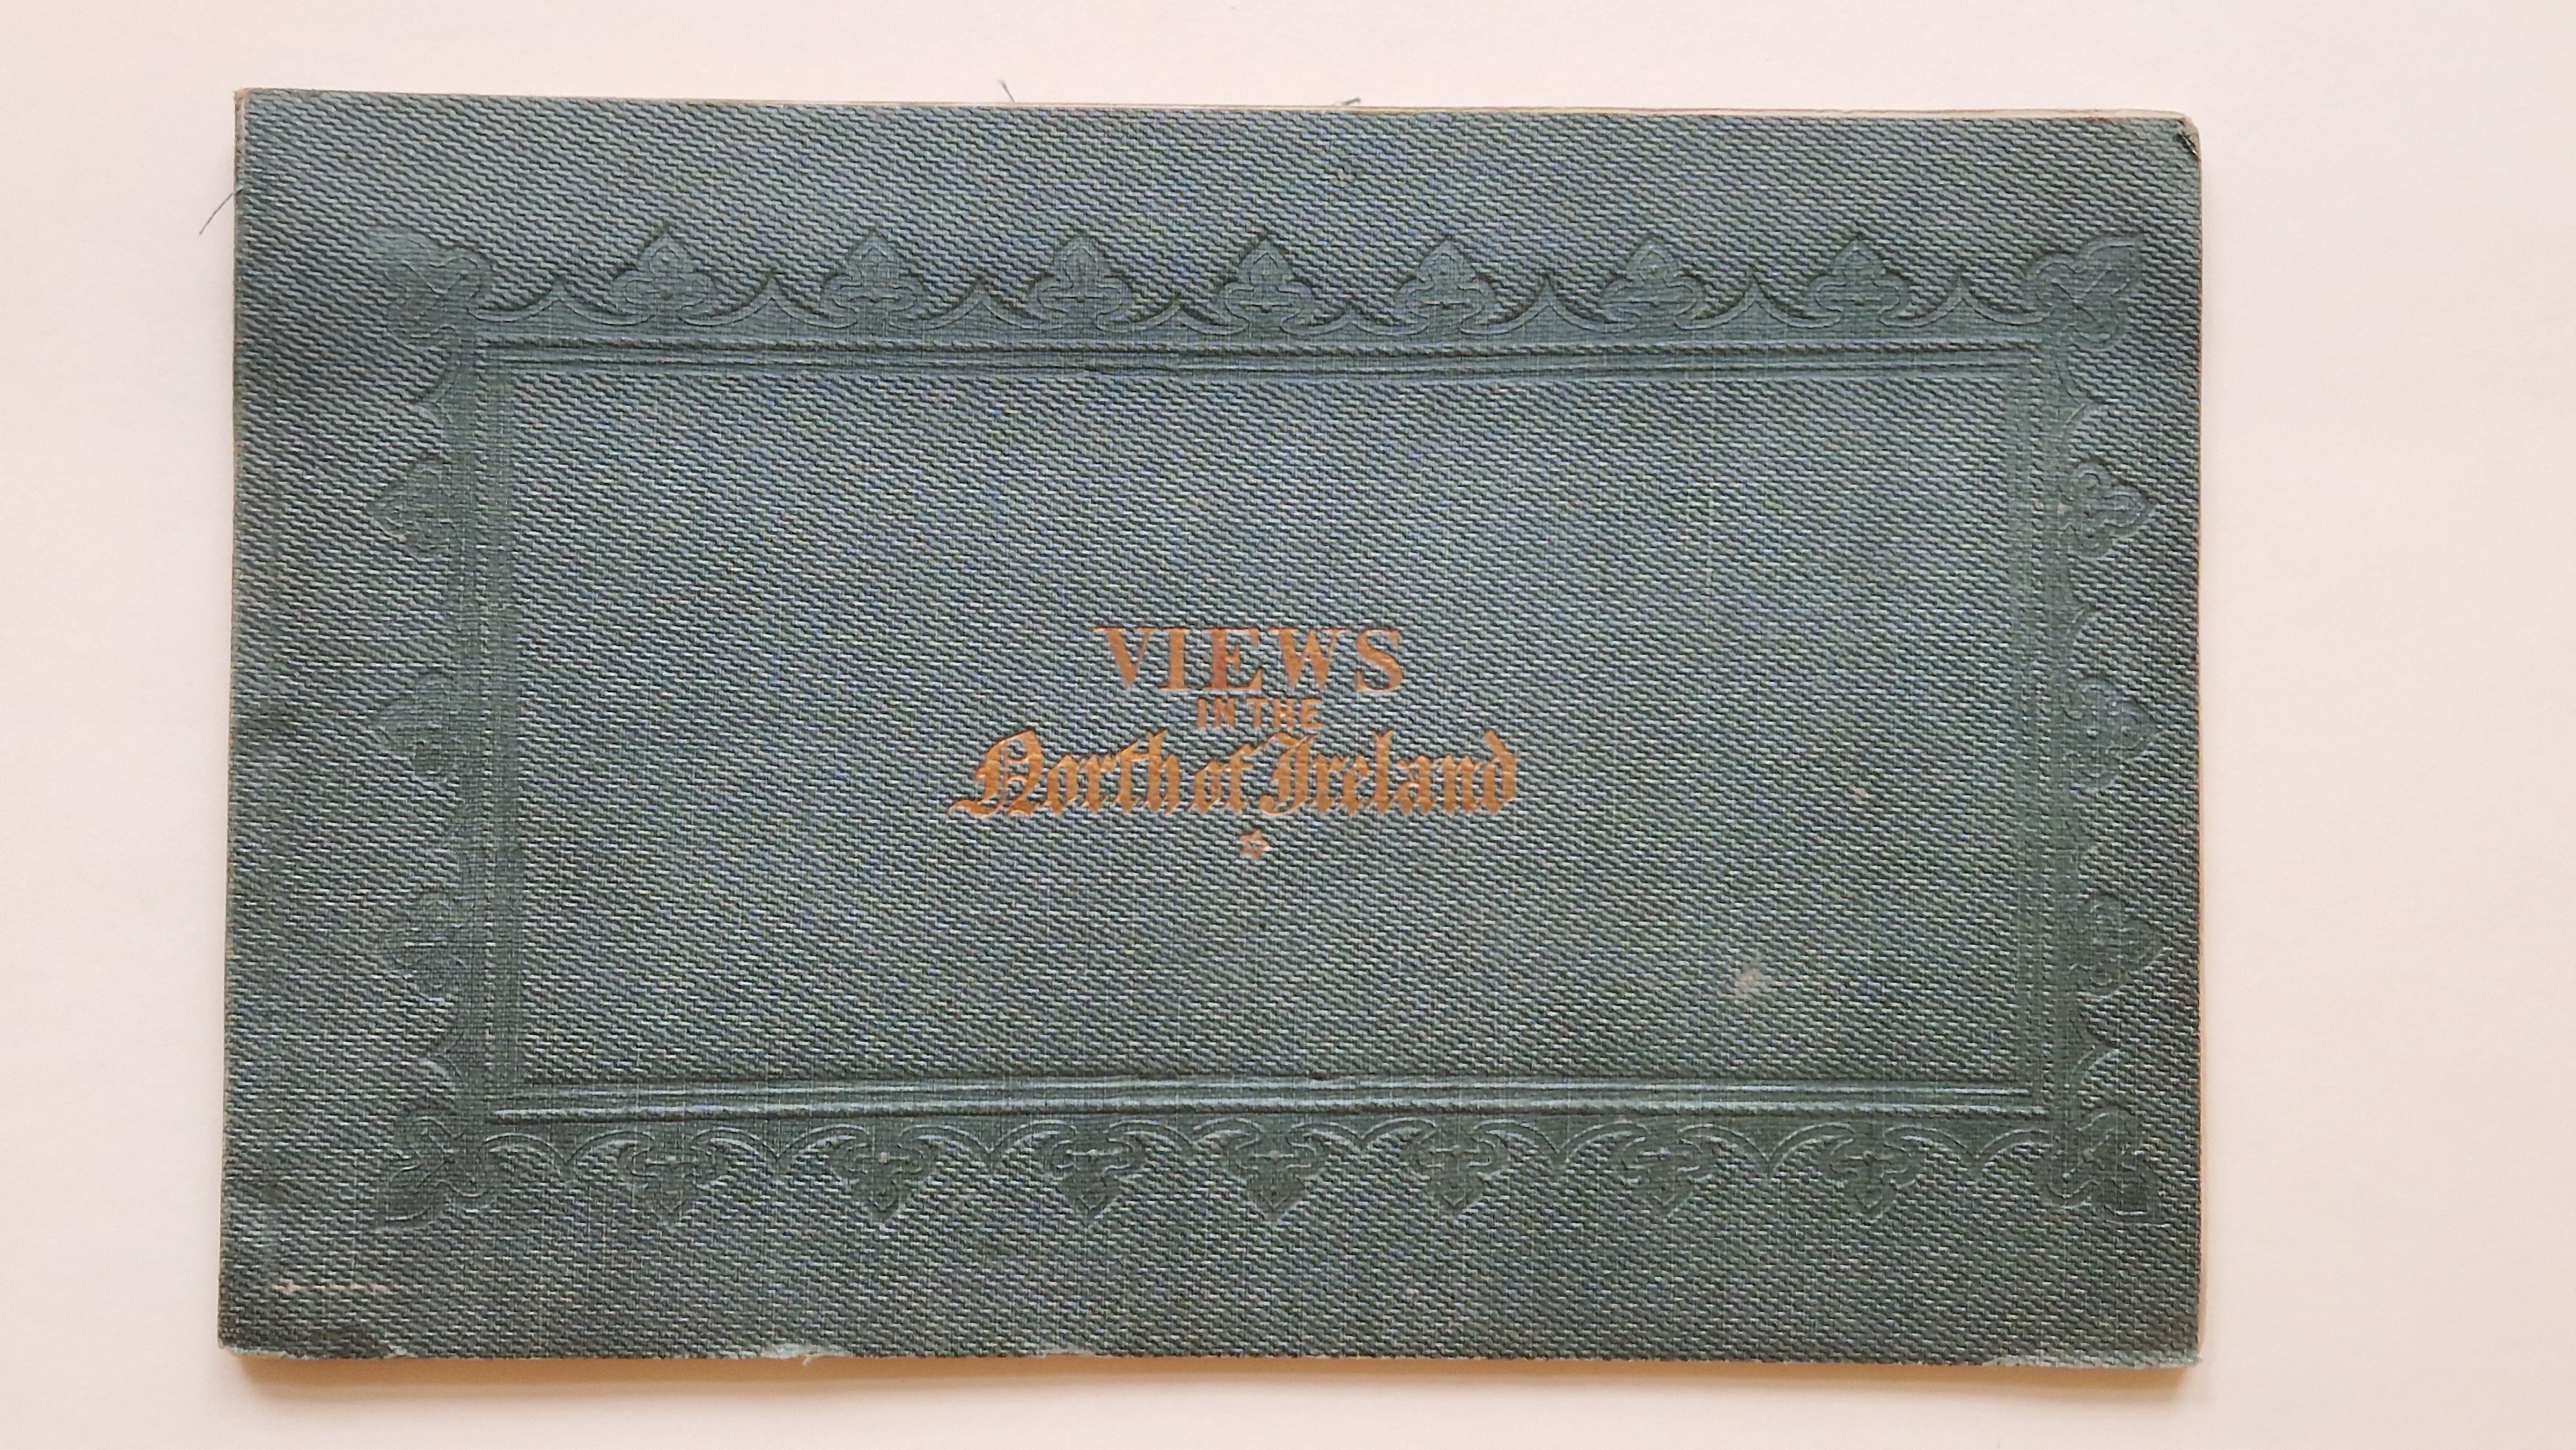 VIEWS
IN THE
North of Ireland